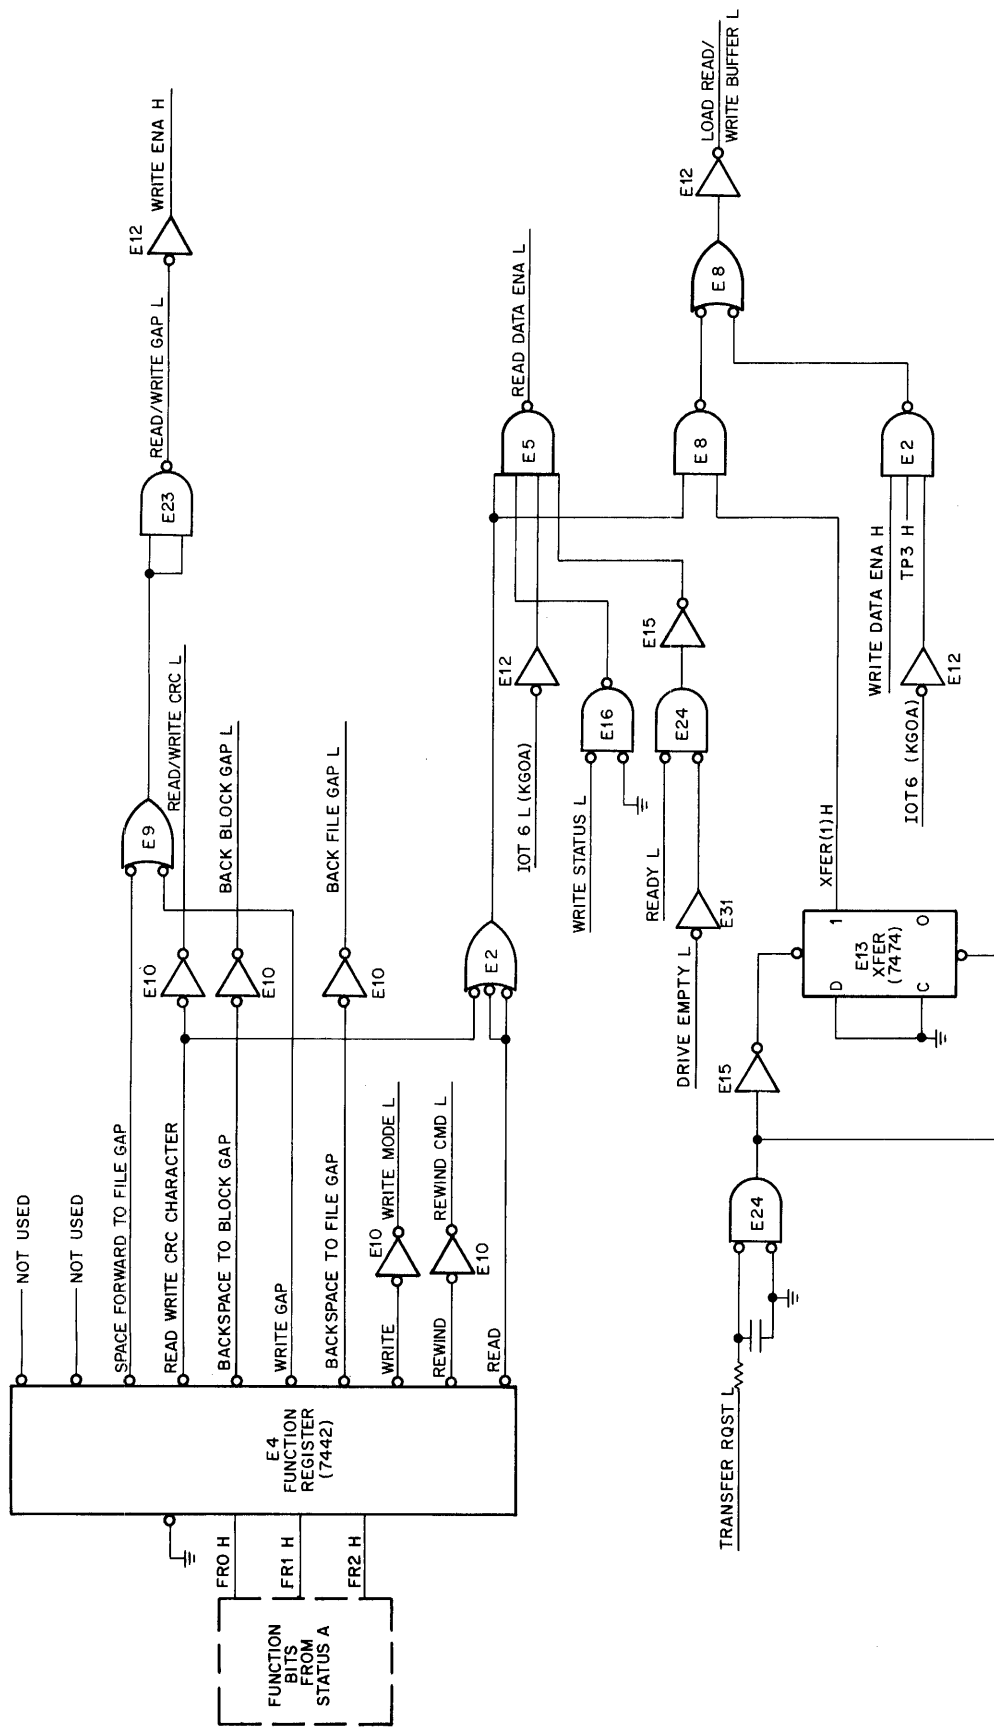 FUNCTION
BITS
FROM
STATUS A
FR0 H
FR1 H
FR2 H
E4
FUNCTION
REGISTER
(7442)
NOT USED
NOT USED
SPACE FORWARD TO FILE GAP
READ WRITE CRC CHARACTER
BACKSPACE TO BLOCK GAP
WRITE GAP
BACKSPACE TO FILE GAP
WRITE
REWIND
READ
E10
WRITE MODE L
E10
REWIND CMD L
E10
READ/WRITE CRC L
E10
BACK BLOCK GAP L
E10
BACK FILE GAP L
E9
E23
READ/WRITE GAP L
E12
WRITE ENA H
E2
IOT 6 L (KGOA)
E12
WRITE STATUS L
E16
READY L
DRIVE EMPTY L
E31
E24
E15
E5
READ DATA ENA L
TRANSFER RQST L
E24
E15
D
C
E13
XFER
(7474)
1
0
XFER(1) H
IOT6 (KGOA)
E12
WRITE DATA ENA H
TP3 H
E2
E8
E8
E12
LOAD READ/
WRITE BUFFER L